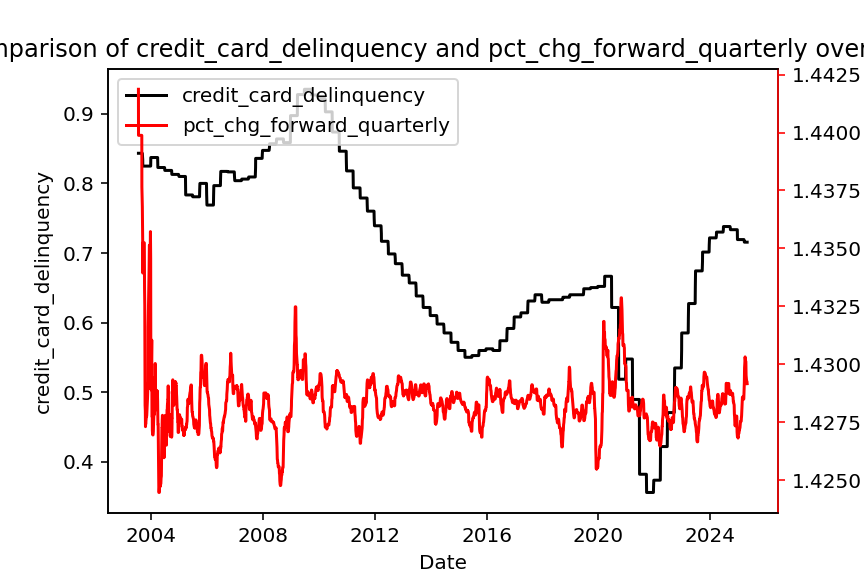 mparison of credit_card_delinquency and pct_chg_forward_quarterly over
credit_card_delinquency
pct_chg_forward_quarterly
credit_card_delinquency
0.9
0.8
0.7
0.6
0.5
0.4
1.4425
1.4400
1.4375
1.4350
1.4325
1.4300
1.4275
1.4250
2004 2008 2012 2016 2020 2024
Date